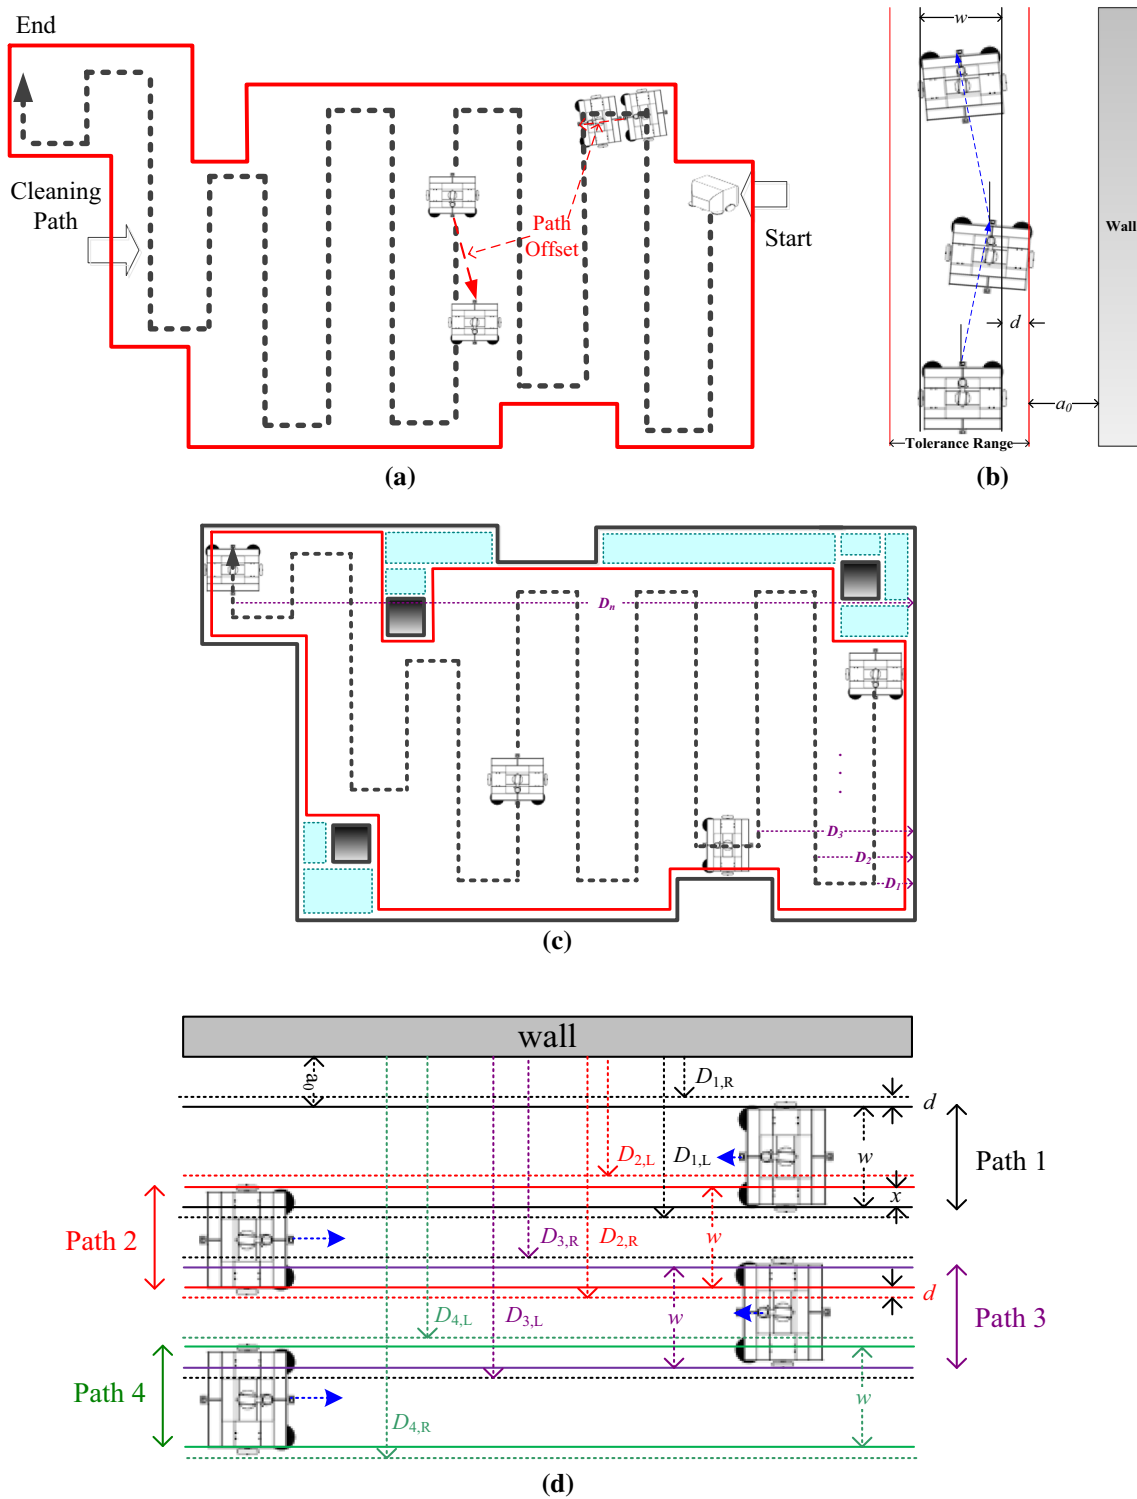 End
Cleaning
Path
Path
Offset
Start
(a)
w
Wall
d
a0
Tolerance Range
(b)
Dn
D3
D2
D1
(c)
wall
a0
D1,R
d
D2,L
D1,L
w
Path 1
x
Path 2
D3,R
D2,R
w
d
D4,L
D3,L
w
Path 3
Path 4
w
D4,R
(d)